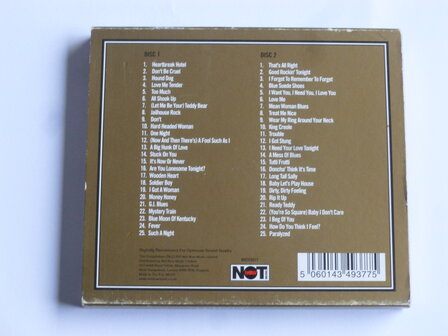 DISC 1
1. Heartbreak Hotel
2. Don't Be Cruel
3. Hound Dog
4. Love Me Tender
5. Too Much
6. All Shook Up
7. (Let Me Be Your) Teddy Bear
8. Jailhouse Rock
9. Don't
10. Hard Headed Woman
11. One Night
12. (Now And Then There's) A Fool Such As I
13. A Big Hunk Of Love
14. Stuck On You
15. It's Now Or Never
16. Are You Lonesome Tonight?
17. Wooden Heart
18. Soldier Boy
19. I Got A Woman
20. Money Honey
21. G.I. Blues
22. Mystery Train
23. Blue Moon Of Kentucky
24. Fever
25. Such A Night
DISC 2
1. That's All Right
2. Good Rockin' Tonight
3. I Forgot To Remember To Forget
4. Blue Suede Shoes
5. I Want You, I Need You, I Love You
6. Love Me
7. Mean Woman Blues
8. Treat Me Nice
9. Wear My Ring Around Your Neck
10. King Creole
11. Trouble
12. I Got Stung
13. I Need Your Love Tonight
14. A Mess Of Blues
15. Tutti Frutti
16. Doncha' Think It's Time
17. Long Tall Sally
18. Baby Let's Play House
19. Dirty, Dirty Feeling
20. Rip It Up
21. Ready Teddy
22. (You're So Square) Baby I Don't Care
23. I Beg Of You
24. How Do You Think I Feel?
25. Paralyzed
Digitally Remastered For Optimum Sound Quality
NOT
5 060143 493775